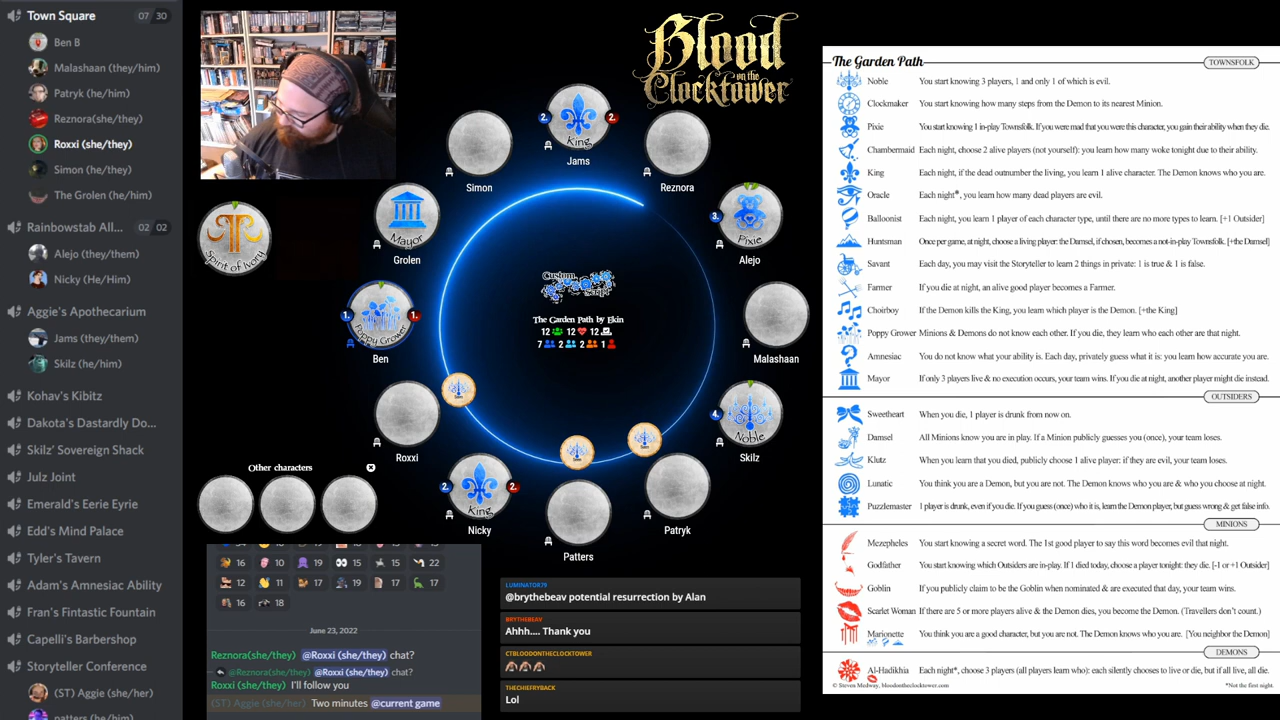 Town Square
07 30
Ben B
Malashaan (they/him)
Patryk (he/him)
Reznora(she/they)
Roxxi (she/they)
Simon (he/they)
The Grolen (he/him)
Rainbows & All...
02 02
Alejo (they/them)
Nicky (He/Him)
Aggie's Apothecarium
Jams (they/them)
Skilz (he/him)
Kohav's Kibitz
Dakota's Dastardly Do...
Skilz' Sovereign Shack
Julz Joint
Emerald's Eerie Eyrie
Phil's Mind Palace
Tyler's Tavern
Adam's Amnesiac Ability
Fran's Fintastic Fountain
Capelli's Barbershop
Storyteller Conference
(ST) Aggie (she/her)
patters (he/him)
Blood
on the
Clocktower
Spirit of Ivory
Simon
2.
2.
King
Jams
Reznora
3.
Pixie
Alejo
Malashaan
4.
Noble
Skilz
Patryk
Patters
2.
2.
King
Nicky
Roxxi
1.
1.
Poppy Grower
Ben
Mayor
Grolen
Custom
Script
The Garden Path by Ekin
12 12 12
7 2 2 1
Other characters
16 10 19 15 15 22
12 11 19 17 17 17
16 18
June 23, 2022
Reznora(she/they) @Roxxi (she/they) chat?
@Reznora(she/they) @Roxxi (she/they) chat?
Roxxi (she/they) I'll follow you
(ST) Aggie (she/her) Two minutes @current game
LUMINATOR79
@brythebeav potential resurrection by Alan
BRYTHEBEAV
Ahhh.... Thank you
CTBLOODONTHECLOCKTOWER
THECHIEFRYBACK
Lol
The Garden Path
TOWNSFOLK
Noble You start knowing 3 players, 1 and only 1 of which is evil.
Clockmaker You start knowing how many steps from the Demon to its nearest Minion.
Pixie You start knowing 1 in-play Townsfolk. If you were mad that you were this character, you gain their ability when they die.
Chambermaid Each night, choose 2 alive players (not yourself): you learn how many woke tonight due to their ability.
King Each night, if the dead outnumber the living, you learn 1 alive character. The Demon knows who you are.
Oracle Each night*, you learn how many dead players are evil.
Balloonist Each night, you learn 1 player of each character type, until there are no more types to learn. [+1 Outsider]
Huntsman Once per game, at night, choose a living player: the Damsel, if chosen, becomes a not-in-play Townsfolk. [+the Damsel]
Savant Each day, you may visit the Storyteller to learn 2 things in private: 1 is true & 1 is false.
Farmer If you die at night, an alive good player becomes a Farmer.
Choirboy If the Demon kills the King, you learn which player is the Demon. [+the King]
Poppy Grower Minions & Demons do not know each other. If you die, they learn who each other are that night.
Amnesiac You do not know what your ability is. Each day, privately guess what it is: you learn how accurate you are.
Mayor If only 3 players live & no execution occurs, your team wins. If you die at night, another player might die instead.
OUTSIDERS
Sweetheart When you die, 1 player is drunk from now on.
Damsel All Minions know you are in play. If a Minion publicly guesses you (once), your team loses.
Klutz When you learn that you died, publicly choose 1 alive player: if they are evil, your team loses.
Lunatic You think you are a Demon, but you are not. The Demon knows who you are & who you choose at night.
Puzzlemaster 1 player is drunk, even if you die. If you guess (once) who it is, learn the Demon player, but guess wrong & get false info.
MINIONS
Mezepheles You start knowing a secret word. The 1st good player to say this word becomes evil that night.
Godfather You start knowing which Outsiders are in-play. If 1 died today, choose a player tonight: they die. [-1 or +1 Outsider]
Goblin If you publicly claim to be the Goblin when nominated & are executed that day, your team wins.
Scarlet Woman If there are 5 or more players alive & the Demon dies, you become the Demon. (Travellers don't count.)
Marionette You think you are a good character, but you are not. The Demon knows who you are. [You neighbor the Demon]
DEMONS
Al-Hadikhia Each night*, choose 3 players (all players learn who): each silently chooses to live or die, but if all live, all die.
© Steven Medway, bloodontheclocktower.com
*Not the first night.